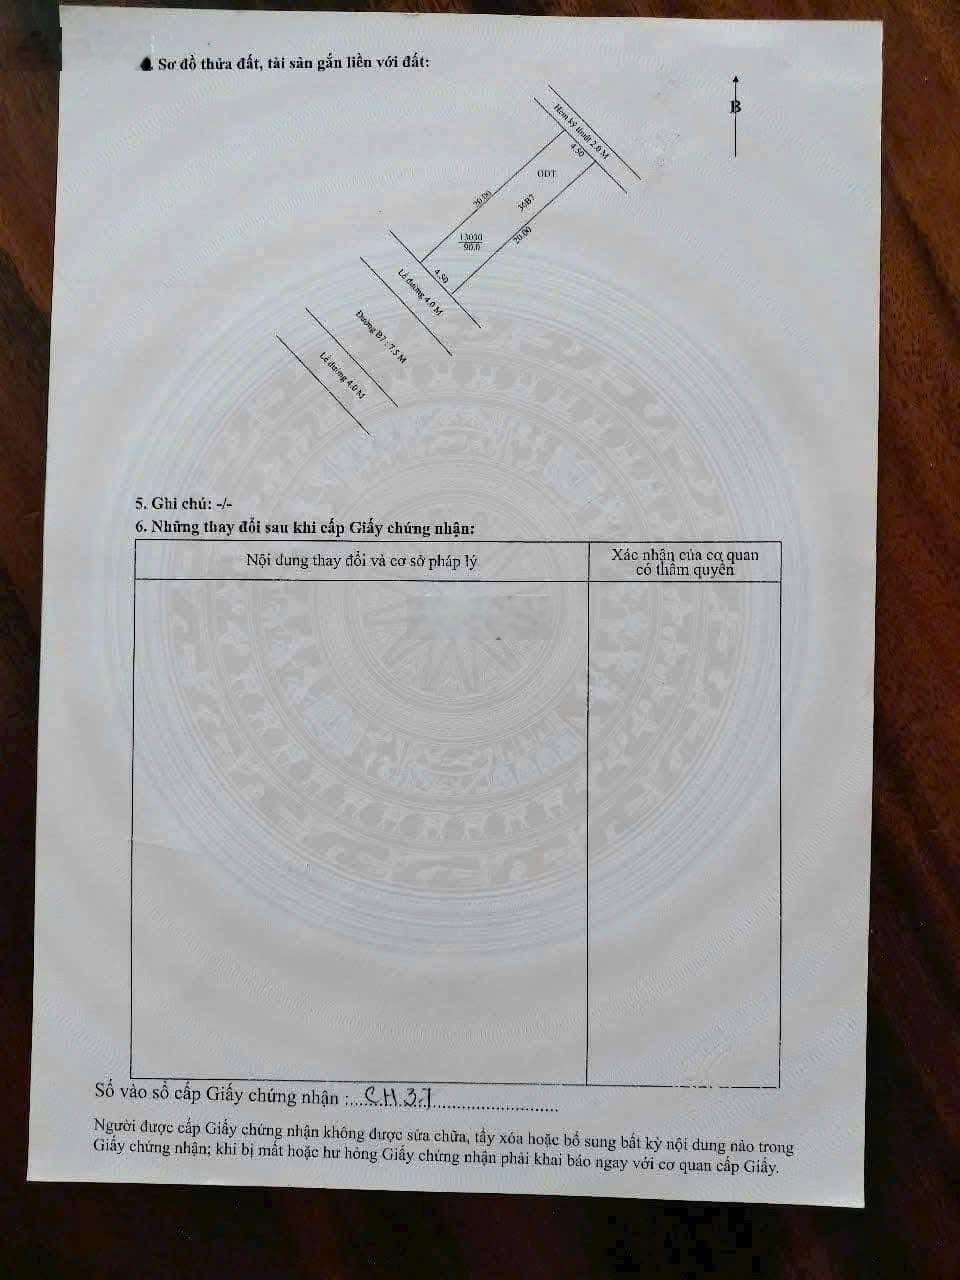 Sơ đồ thửa đất, tài sản gắn liền với đất:
B
Hẻm kỹ thuật 2.0 M
4.50
ODT
20.00
36B7
20.00
13030
90.0
4.50
Lề đường 4.0 M
Đường B7 : 7.5 M
Lề đường 4.0 M
5. Ghi chú: -/-
6. Những thay đổi sau khi cấp Giấy chứng nhận:
Nội dung thay đổi và cơ sở pháp lý
Xác nhận của cơ quan
có thẩm quyền
Số vào sổ cấp Giấy chứng nhận :....CH.37......................
Người được cấp Giấy chứng nhận không được sửa chữa, tẩy xóa hoặc bổ sung bất kỳ nội dung nào trong
Giấy chứng nhận; khi bị mất hoặc hư hỏng Giấy chứng nhận phải khai báo ngay với cơ quan cấp Giấy.